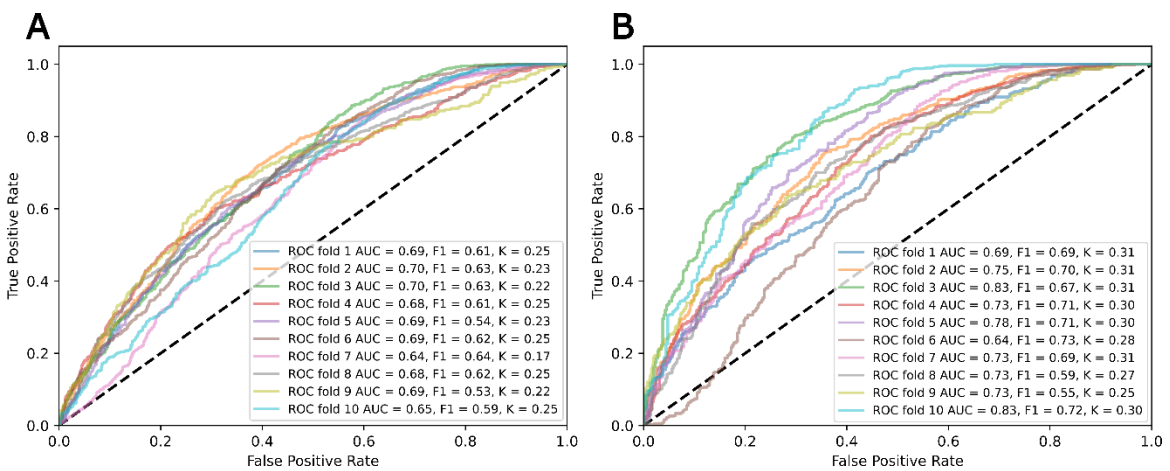 A
1.0
0.8
0.6
0.4
0.2
0.0
True Positive Rate
ROC fold 1 AUC = 0.69, F1 = 0.61, K = 0.25
ROC fold 2 AUC = 0.70, F1 = 0.63, K = 0.23
ROC fold 3 AUC = 0.70, F1 = 0.63, K = 0.22
ROC fold 4 AUC = 0.68, F1 = 0.61, K = 0.25
ROC fold 5 AUC = 0.69, F1 = 0.54, K = 0.23
ROC fold 6 AUC = 0.69, F1 = 0.62, K = 0.25
ROC fold 7 AUC = 0.64, F1 = 0.64, K = 0.17
ROC fold 8 AUC = 0.68, F1 = 0.62, K = 0.25
ROC fold 9 AUC = 0.69, F1 = 0.53, K = 0.22
ROC fold 10 AUC = 0.65, F1 = 0.59, K = 0.25
0.0 0.2 0.4 0.6 0.8 1.0
False Positive Rate
B
1.0
0.8
0.6
0.4
0.2
0.0
True Positive Rate
ROC fold 1 AUC = 0.69, F1 = 0.69, K = 0.31
ROC fold 2 AUC = 0.75, F1 = 0.70, K = 0.31
ROC fold 3 AUC = 0.83, F1 = 0.67, K = 0.31
ROC fold 4 AUC = 0.73, F1 = 0.71, K = 0.30
ROC fold 5 AUC = 0.78, F1 = 0.71, K = 0.30
ROC fold 6 AUC = 0.64, F1 = 0.73, K = 0.28
ROC fold 7 AUC = 0.73, F1 = 0.69, K = 0.31
ROC fold 8 AUC = 0.73, F1 = 0.59, K = 0.27
ROC fold 9 AUC = 0.73, F1 = 0.55, K = 0.25
ROC fold 10 AUC = 0.83, F1 = 0.72, K = 0.30
0.0 0.2 0.4 0.6 0.8 1.0
False Positive Rate